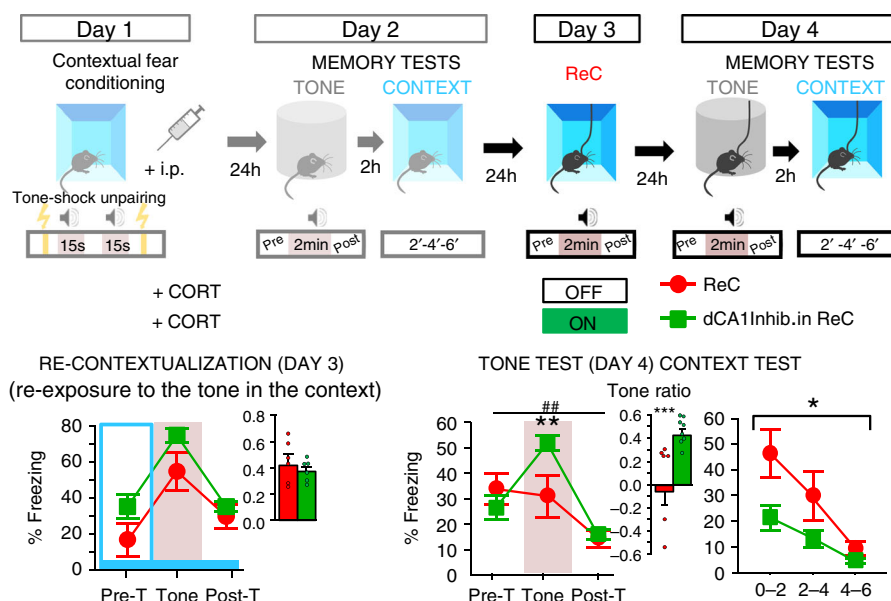 Day 1
Day 2
Day 3
Day 4
Contextual fear
conditioning
+ i.p.
MEMORY TESTS
TONE
CONTEXT
ReC
MEMORY TESTS
TONE
CONTEXT
24h
2h
24h
24h
2h
Tone-shock unpairing
15s
15s
Pre
2min
Post
2'-4'-6'
Pre
2min
Post
Pre
2min
Post
2' -4' -6'
+ CORT
+ CORT
OFF
ON
ReC
dCA1Inhib.in ReC
RE-CONTEXTUALIZATION (DAY 3)
(re-exposure to the tone in the context)
% Freezing
80
60
40
20
0
Pre-T
Tone
Post-T
0.8
0.6
0.4
0.2
0.0
TONE TEST (DAY 4) CONTEXT TEST
% Freezing
60
50
40
30
20
10
0
##
**
Pre-T
Tone
Post-T
Tone ratio
***
0.6
0.4
0.2
0.0
−0.2
−0.4
−0.6
60
50
40
30
20
10
0
*
0–2
2–4
4–6